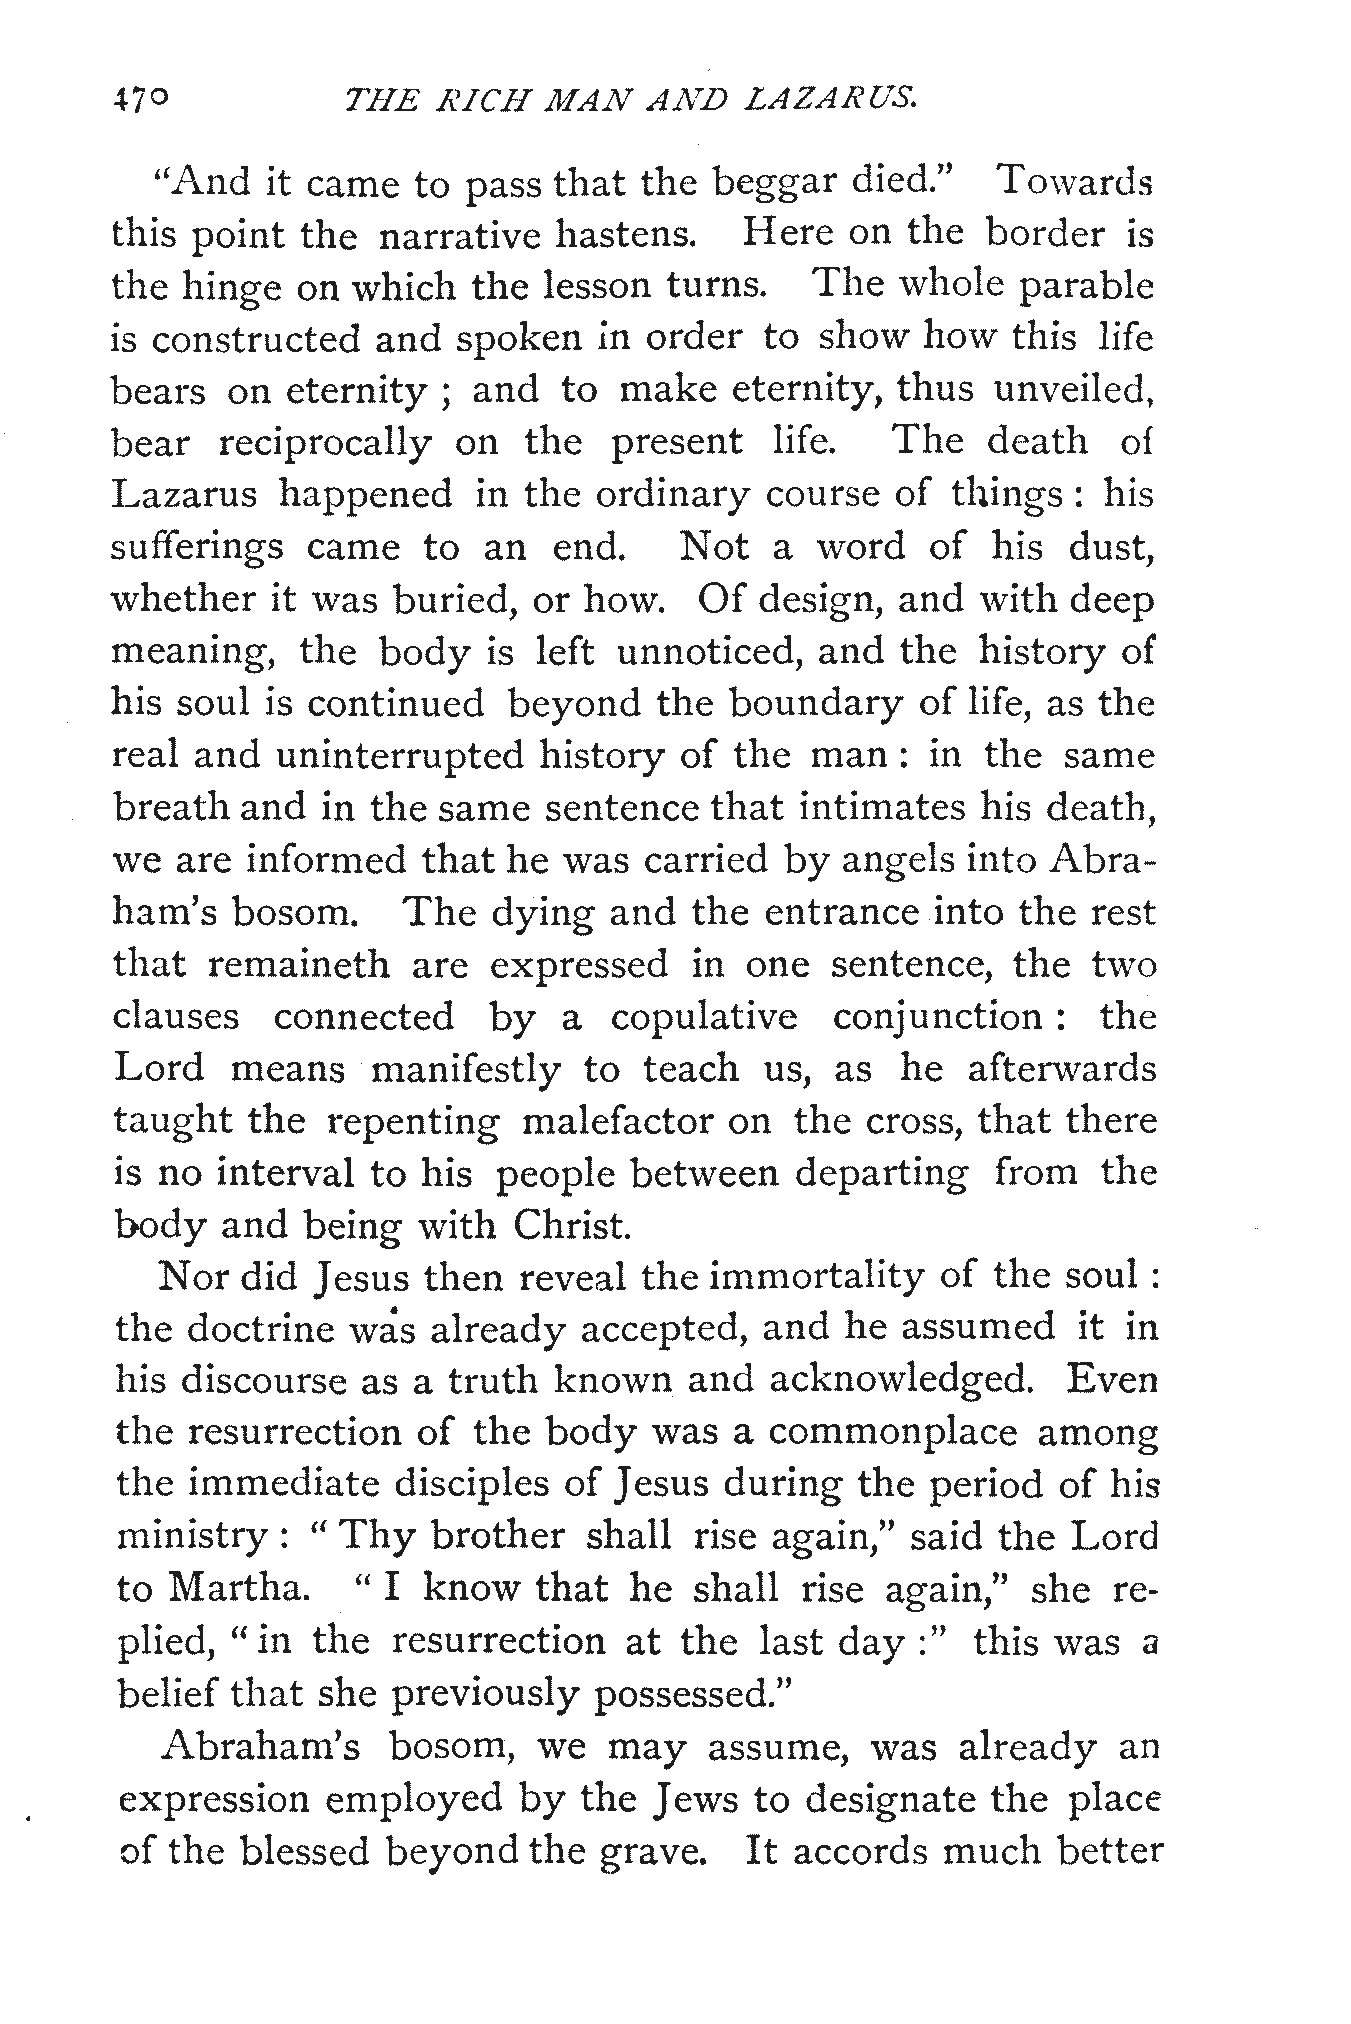 470 THE RICH MAN AND LAZARUS.
"And it came to pass that the beggar died." Towards
this point the narrative hastens. Here on the border is
the hinge on which the lesson turns. The whole parable
is constructed and spoken in order to show how this life
bears on eternity ; and to make eternity, thus unveiled,
bear reciprocally on the present life. The death of
Lazarus happened in the ordinary course of things : his
sufferings came to an end. Not a word of his dust,
whether it was buried, or how. Of design, and with deep
meaning, the body is left unnoticed, and the history of
his soul is continued beyond the boundary of life, as the
real and uninterrupted history of the man : in the same
breath and in the same sentence that intimates his death,
we are informed that he was carried by angels into Abra-
ham's bosom. The dying and the entrance into the rest
that remaineth are expressed in one sentence, the two
clauses connected by a copulative conjunction : the
Lord means manifestly to teach us, as he afterwards
taught the repenting malefactor on the cross, that there
is no interval to his people between departing from the
body and being with Christ.
Nor did Jesus then reveal the immortality of the soul :
the doctrine was already accepted, and he assumed it in
his discourse as a truth known and acknowledged. Even
the resurrection of the body was a commonplace among
the immediate disciples of Jesus during the period of his
ministry : " Thy brother shall rise again," said the Lord
to Martha. " I know that he shall rise again," she re-
plied, " in the resurrection at the last day :" this was a
belief that she previously possessed."
Abraham's bosom, we may assume, was already an
expression employed by the Jews to designate the place
of the blessed beyond the grave. It accords much better